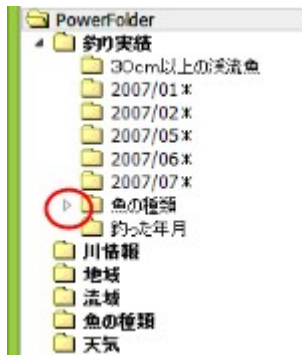 PowerFolder
釣り実績
30cm以上の渓流魚
2007/01*
2007/02*
2007/05*
2007/06*
2007/07*
魚の種類
釣った年月
川情報
地域
流域
魚の種類
天気